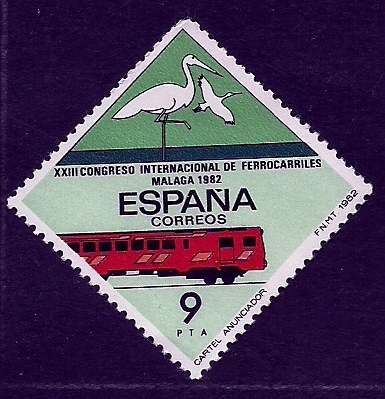 XXIII CONGRESO INTERNACIONAL DE FERROCARRILES
MALAGA 1982
ESPAÑA
CORREOS
9
PTA
CARTEL ANUNCIADOR
F.N.M.T. 1982